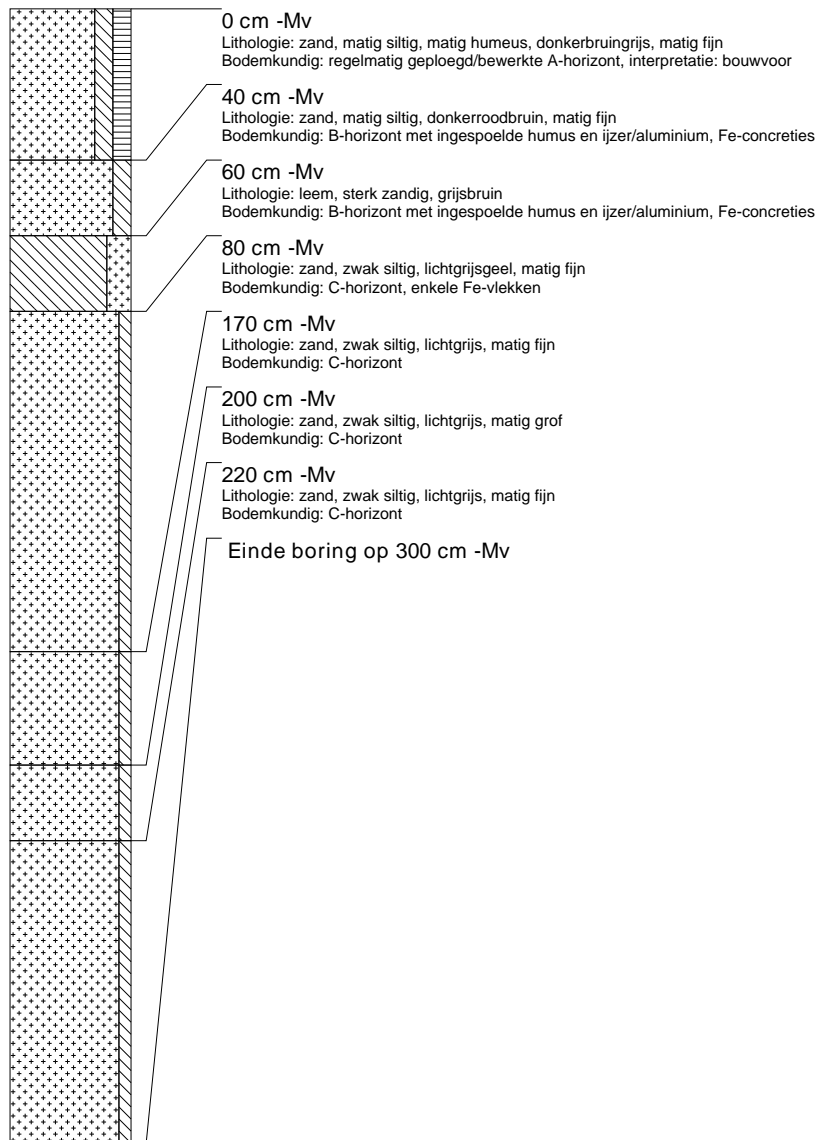 0 cm -Mv
Lithologie: zand, matig siltig, matig humeus, donkerbruingrijs, matig fijn
Bodemkundig: regelmatig geploegd/bewerkte A-horizont, interpretatie: bouwvoor
40 cm -Mv
Lithologie: zand, matig siltig, donkerroodbruin, matig fijn
Bodemkundig: B-horizont met ingespoelde humus en ijzer/aluminium, Fe-concreties
60 cm -Mv
Lithologie: leem, sterk zandig, grijsbruin
Bodemkundig: B-horizont met ingespoelde humus en ijzer/aluminium, Fe-concreties
80 cm -Mv
Lithologie: zand, zwak siltig, lichtgrijsgeel, matig fijn
Bodemkundig: C-horizont, enkele Fe-vlekken
170 cm -Mv
Lithologie: zand, zwak siltig, lichtgrijs, matig fijn
Bodemkundig: C-horizont
200 cm -Mv
Lithologie: zand, zwak siltig, lichtgrijs, matig grof
Bodemkundig: C-horizont
220 cm -Mv
Lithologie: zand, zwak siltig, lichtgrijs, matig fijn
Bodemkundig: C-horizont
Einde boring op 300 cm -Mv